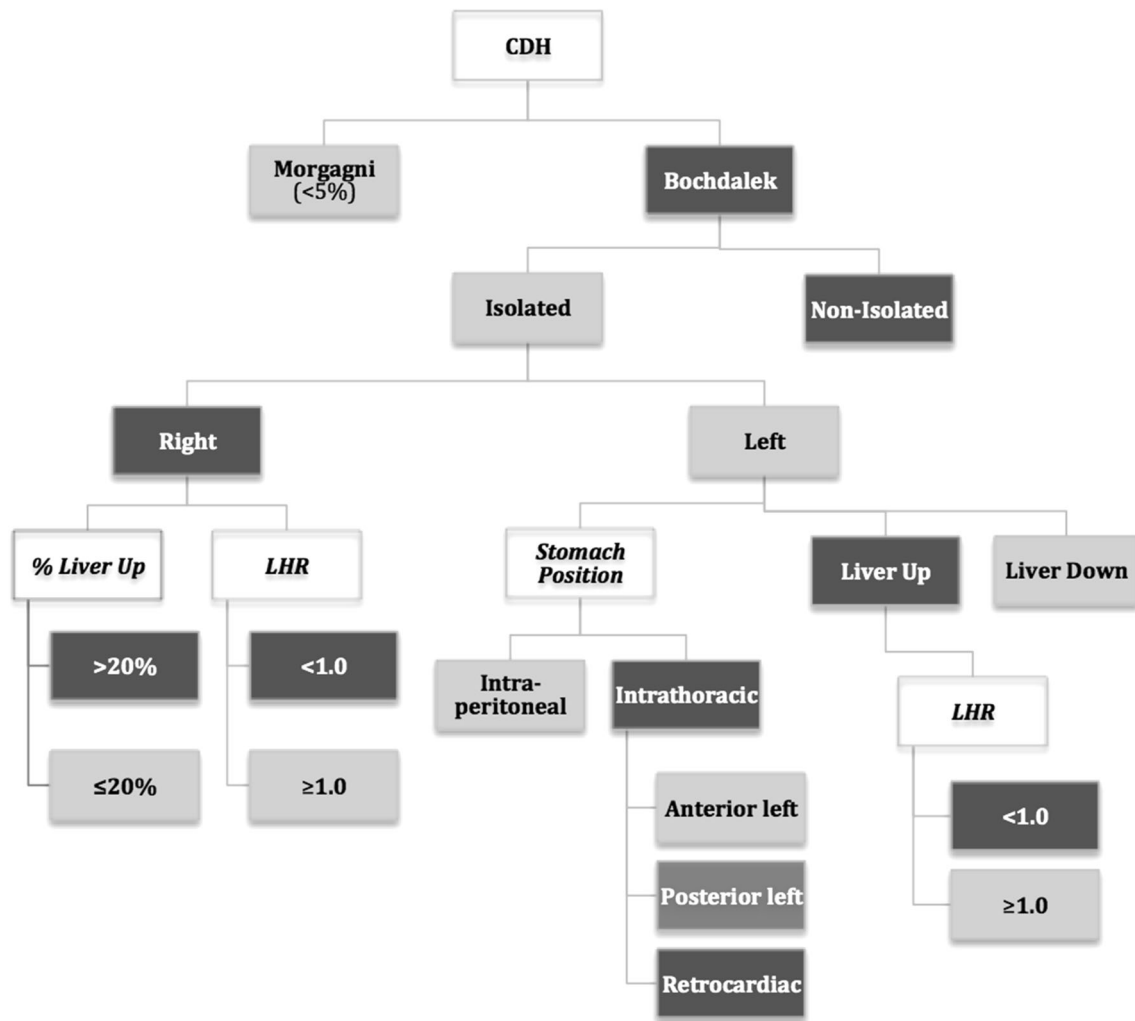 CDH
Morgagni
(<5%)
Bochdalek
Isolated
Non-Isolated
Right
Left
% Liver Up
LHR
Stomach
Position
Liver Up
Liver Down
>20%
<1.0
Intra-
peritoneal
Intrathoracic
LHR
≤20%
≥1.0
Anterior left
<1.0
Posterior left
≥1.0
Retrocardiac